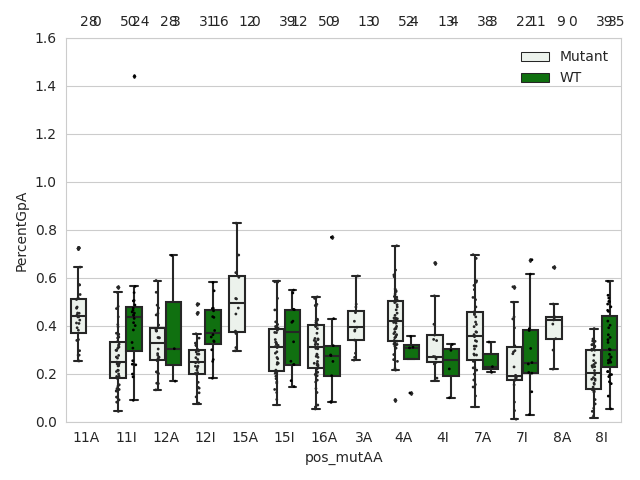 28 0 50 24 28 8 31 16 12 0 39 12 50 9 13 0 52 4 13 4 38 3 22 11 9 0 39 35
1.6
1.4
1.2
1.0
0.8
0.6
0.4
0.2
0.0
PercentGpA
Mutant
WT
11A 11I 12A 12I 15A 15I 16A 3A 4A 4I 7A 7I 8A 8I
pos_mutAA